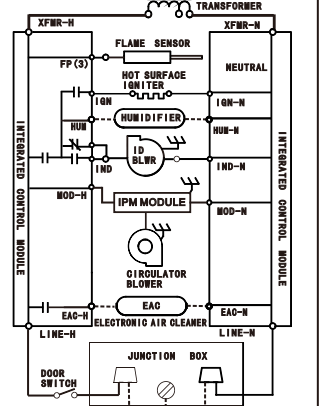 TRANSFORMER
XFMR-H
XFMR-N
FLAME SENSOR
FP(3)
NEUTRAL
HOT SURFACE
IGNITER
IGN
IGN-N
HUMIDIFIER
HUM
HUM-N
ID
BLWR
IND
IND-N
INTEGRATED CONTROL MODULE
INTEGRATED CONTROL MODULE
MOD-H
IPM MODULE
MOD-N
CIRCULATOR
BLOWER
EAC-H
EAC
EAC-N
ELECTRONIC AIR CLEANER
LINE-H
LINE-N
JUNCTION BOX
DOOR
SWITCH